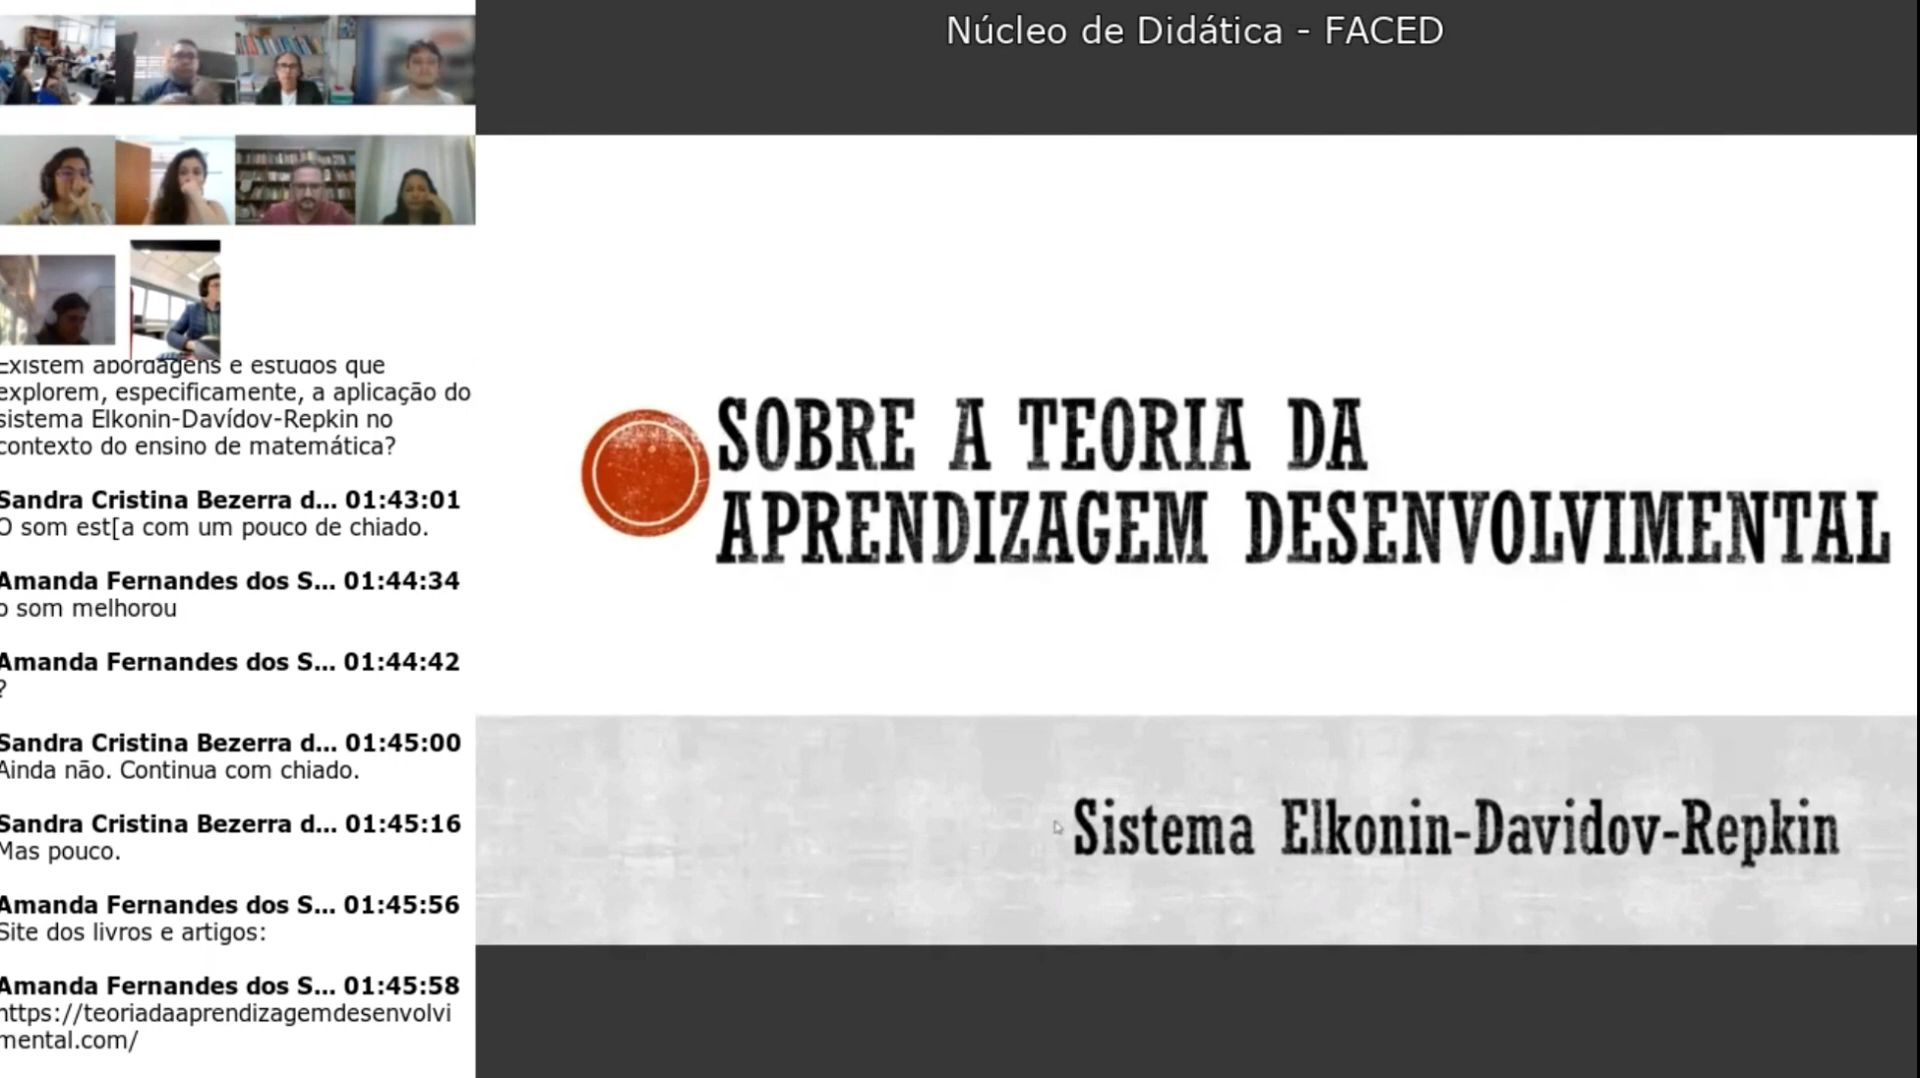 Núcleo de Didática - FACED
Existem abordagens e estudos que
explorem, especificamente, a aplicação do
sistema Elkonin-Davídov-Repkin no
contexto do ensino de matemática?
Sandra Cristina Bezerra d... 01:43:01
O som est[a com um pouco de chiado.
Amanda Fernandes dos S... 01:44:34
o som melhorou
Amanda Fernandes dos S... 01:44:42
?
Sandra Cristina Bezerra d... 01:45:00
Ainda não. Continua com chiado.
Sandra Cristina Bezerra d... 01:45:16
Mas pouco.
Amanda Fernandes dos S... 01:45:56
Site dos livros e artigos:
Amanda Fernandes dos S... 01:45:58
https://teoriadaaprendizagemdesenvolvi
mental.com/
SOBRE A TEORIA DA
APRENDIZAGEM DESENVOLVIMENTAL
Sistema Elkonin-Davidov-Repkin